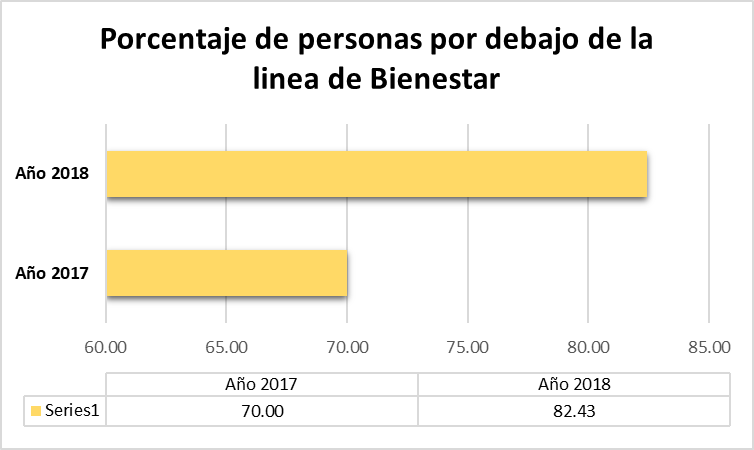 Porcentaje de personas por debajo de la
linea de Bienestar
Año 2018
Año 2017
60.00 65.00 70.00 75.00 80.00 85.00
Año 2017 Año 2018
Series1 70.00 82.43